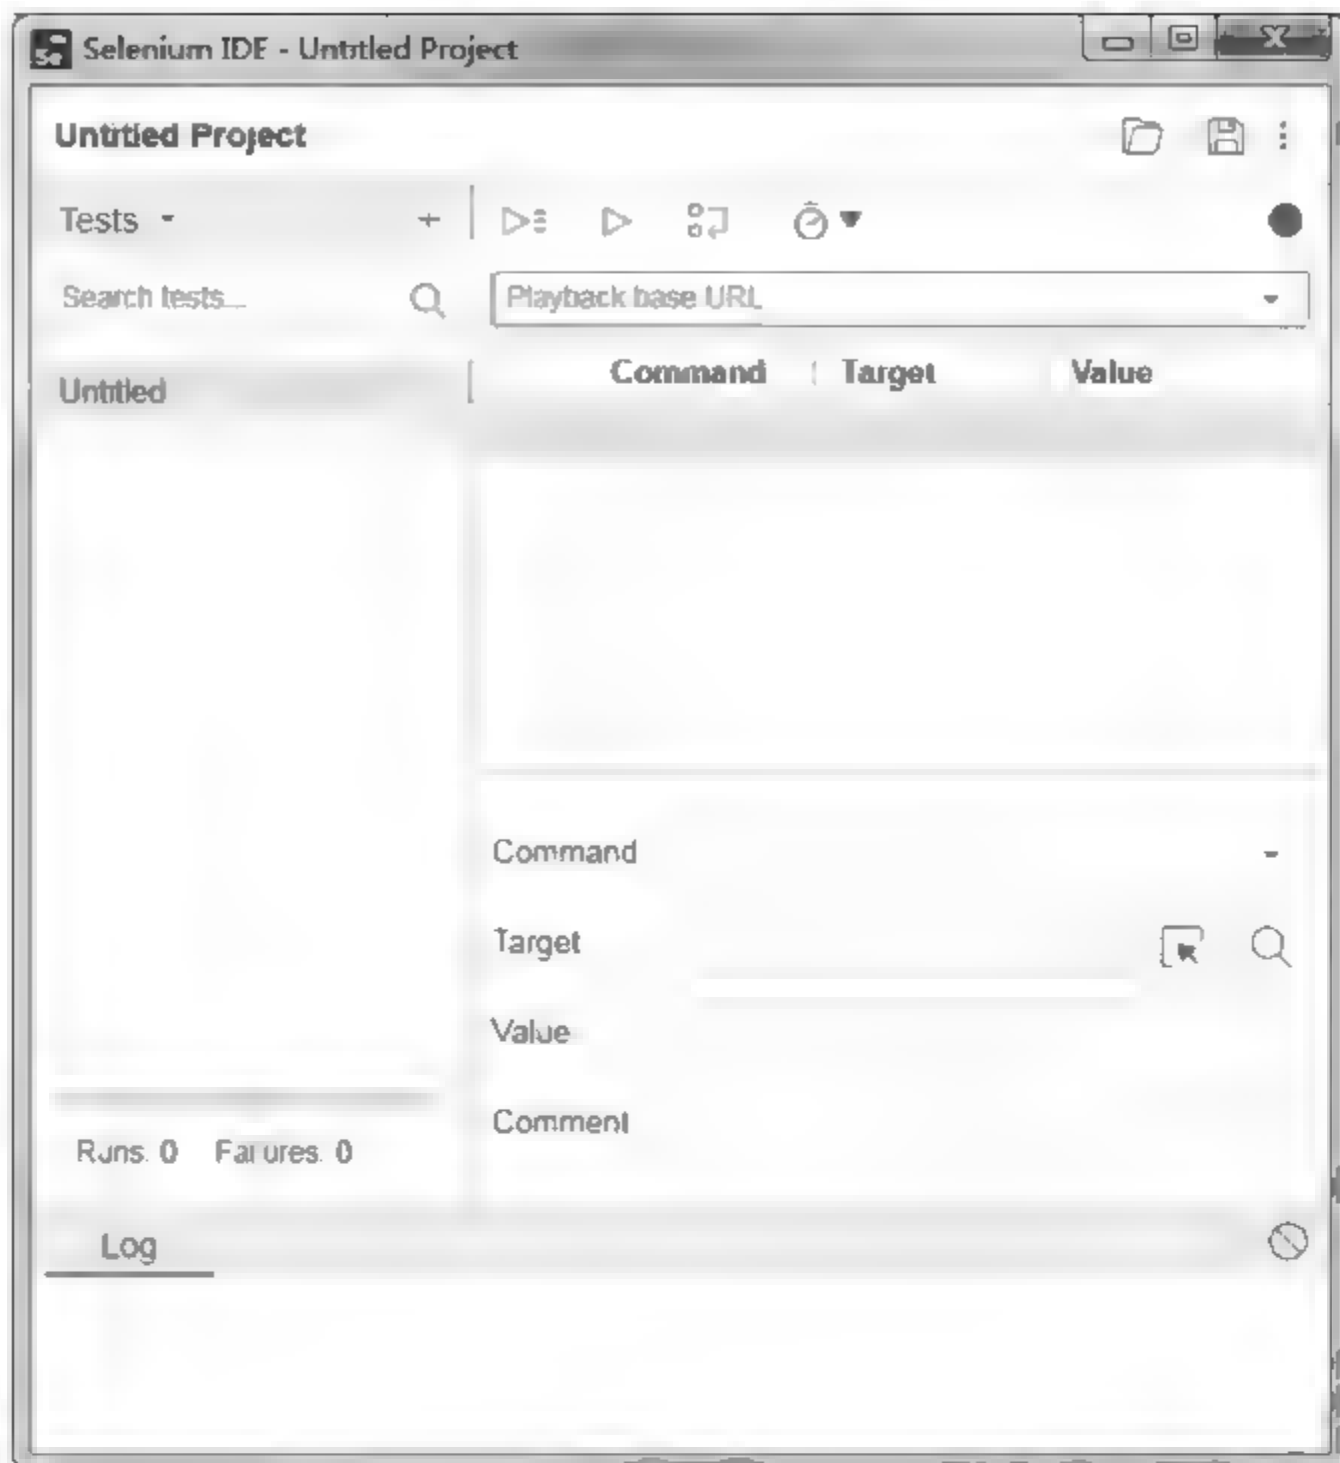 Se Selenium IDE - Untitled Project
Untitled Project
Tests +
Search tests...
Playback base URL
Command Target Value
Untitled
Command
Target
Value
Comment
Runs: 0 Failures: 0
Log